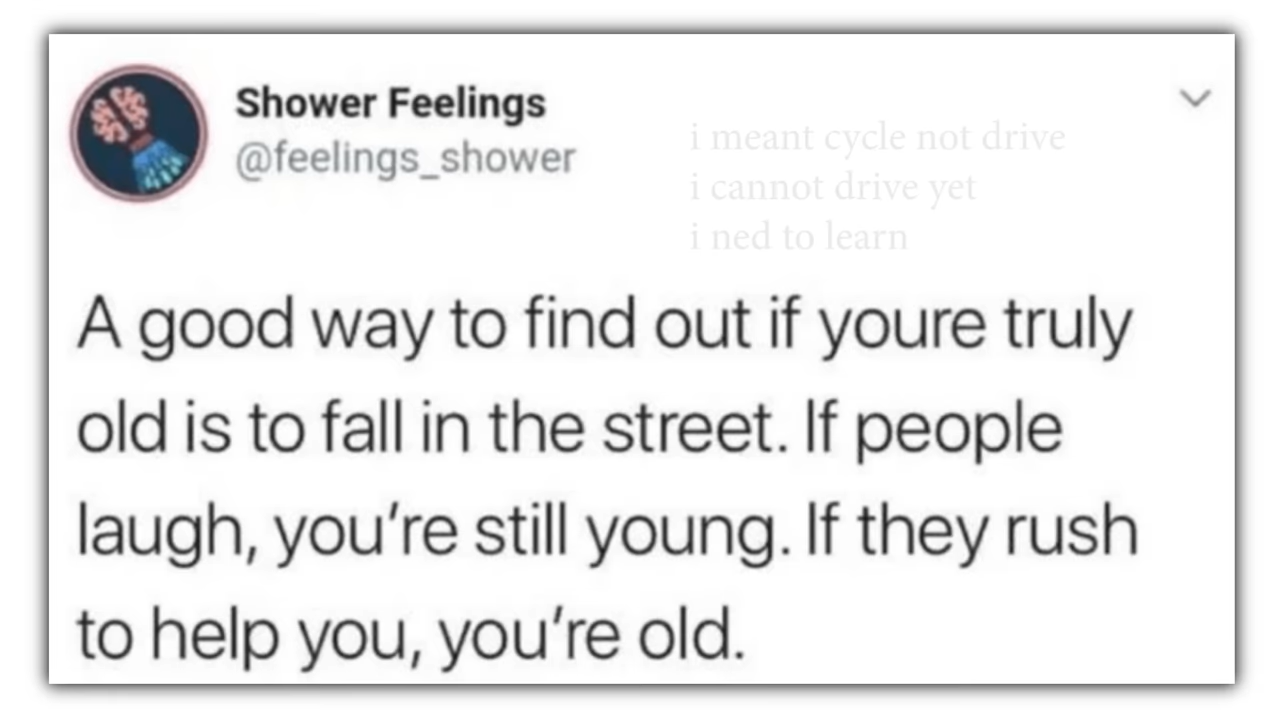 Shower Feelings
@feelings_shower
i meant cycle not drive
i cannot drive yet
i ned to learn
A good way to find out if youre truly
old is to fall in the street. If people
laugh, you're still young. If they rush
to help you, you're old.